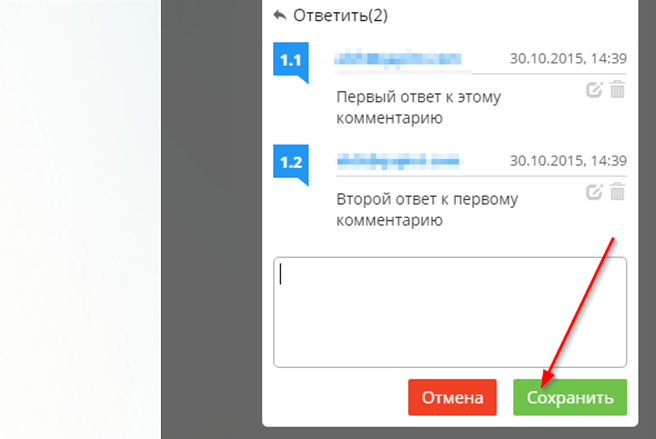 Ответить(2)
1.1
30.10.2015, 14:39
Первый ответ к этому
комментарию
1.2
30.10.2015, 14:39
Второй ответ к первому
комментарию
Отмена
Сохранить